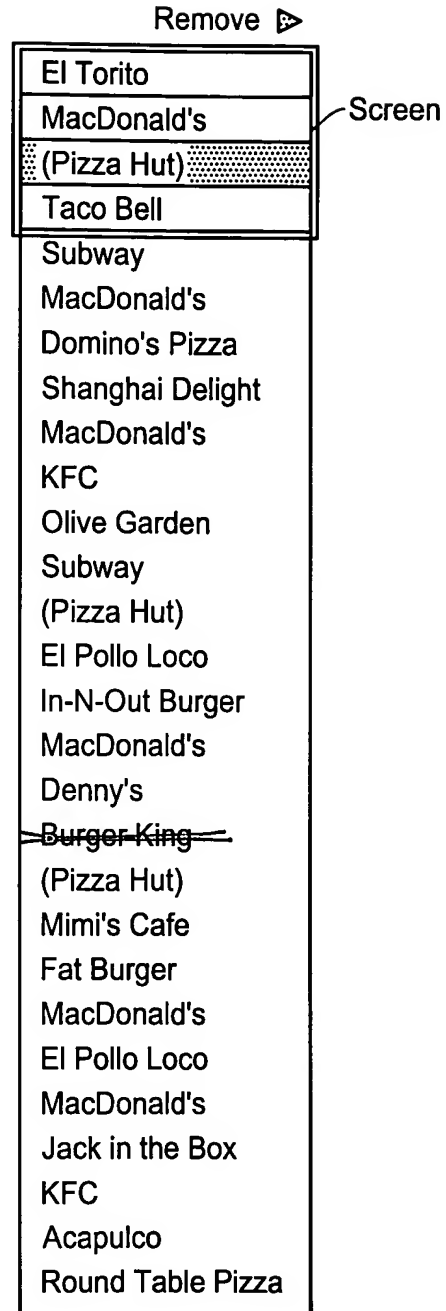 Remove
El Torito
MacDonald's
Screen
(Pizza Hut)
Taco Bell
Subway
MacDonald's
Domino's Pizza
Shanghai Delight
MacDonald's
KFC
Olive Garden
Subway
(Pizza Hut)
El Pollo Loco
In-N-Out Burger
MacDonald's
Denny's
Burger King
(Pizza Hut)
Mimi's Cafe
Fat Burger
MacDonald's
El Pollo Loco
MacDonald's
Jack in the Box
KFC
Acapulco
Round Table Pizza